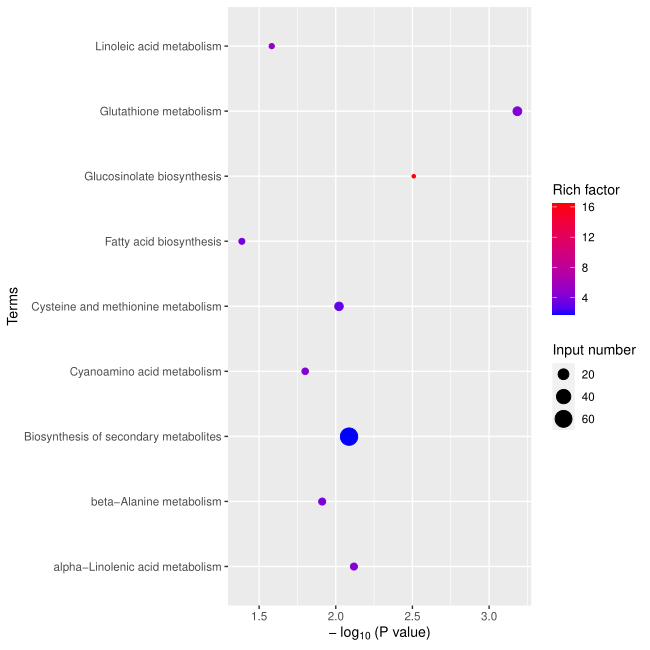 Linoleic acid metabolism
Glutathione metabolism
Glucosinolate biosynthesis
Fatty acid biosynthesis
Cysteine and methionine metabolism
Cyanoamino acid metabolism
Biosynthesis of secondary metabolites
beta−Alanine metabolism
alpha−Linolenic acid metabolism
Terms
1.5 2.0 2.5 3.0
− log10 (P value)
Rich factor
16
12
8
4
Input number
20
40
60